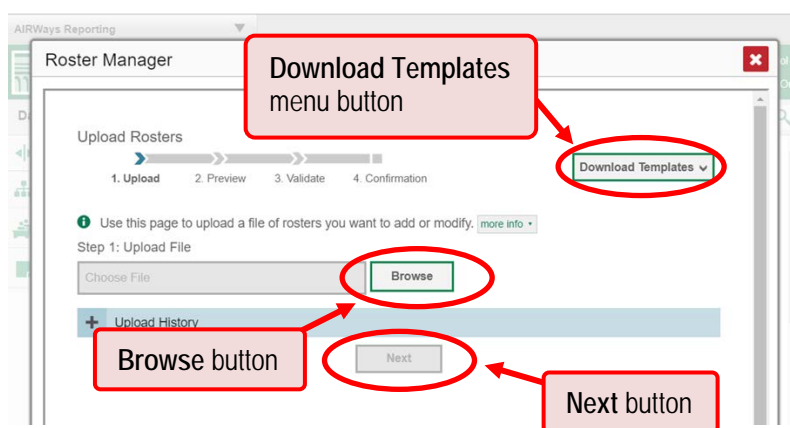 AIRWays Reporting
Roster Manager
Download Templates
menu button
Upload Rosters
Download Templates
1. Upload 2. Preview 3. Validate 4. Confirmation
Use this page to upload a file of rosters you want to add or modify. more info
Step 1: Upload File
Choose File
Browse
Upload History
Next
Browse button
Next button